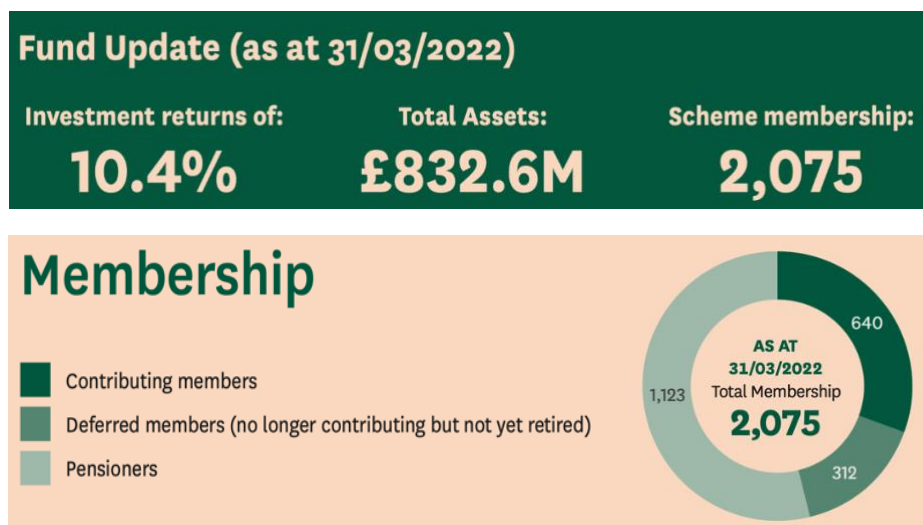 Fund Update (as at 31/03/2022)
Investment returns of:
10.4%
Total Assets:
£832.6M
Scheme membership:
2,075
Membership
Contributing members
Deferred members (no longer contributing but not yet retired)
Pensioners
640
1,123
312
AS AT
31/03/2022
Total Membership
2,075